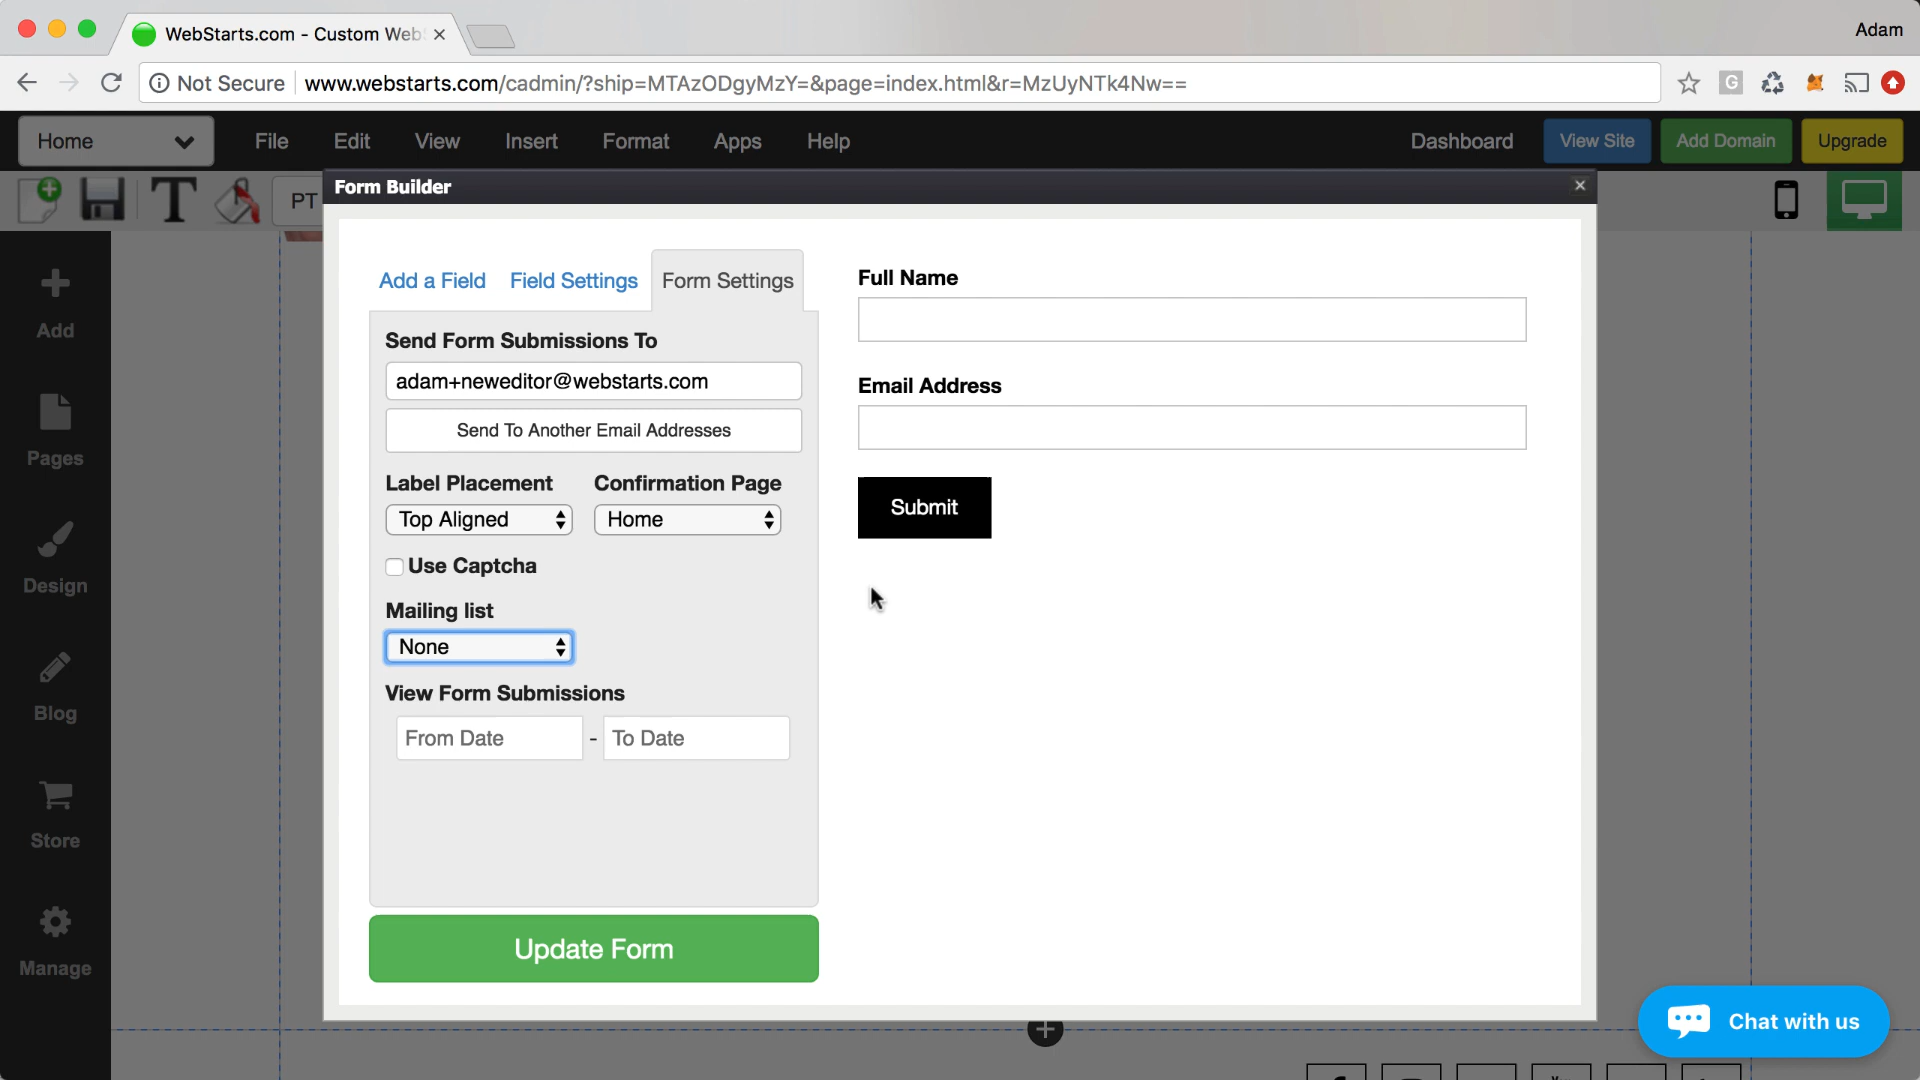 WebStarts.com - Custom Web
Adam
Not Secure
www.webstarts.com/cadmin/?ship=MTAzODgyMzY=&page=index.html&r=MzUyNTk4Nw==
G
Home File Edit View Insert Format Apps Help Dashboard View Site Add Domain Upgrade
T PT
Form Builder
Add
Pages
Design
Blog
Store
Manage
Add a Field Field Settings Form Settings
Send Form Submissions To
adam+neweditor@webstarts.com
Send To Another Email Addresses
Label Placement Confirmation Page
Top Aligned Home
Use Captcha
Mailing list
None
View Form Submissions
From Date - To Date
Update Form
Full Name
Email Address
Submit
Chat with us